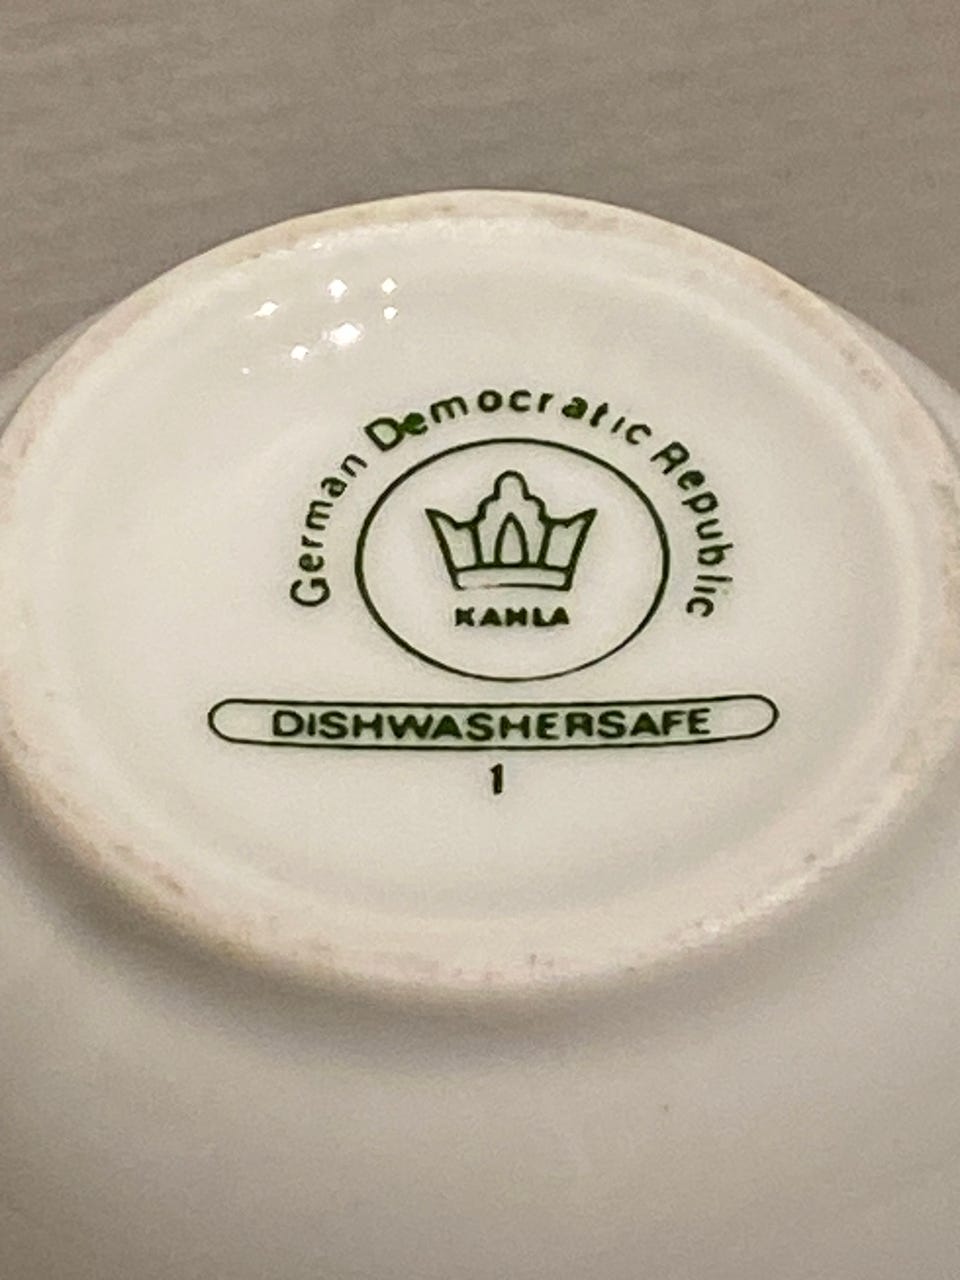 German Democratic Republic
KAHLA
DISHWASHERSAFE
1